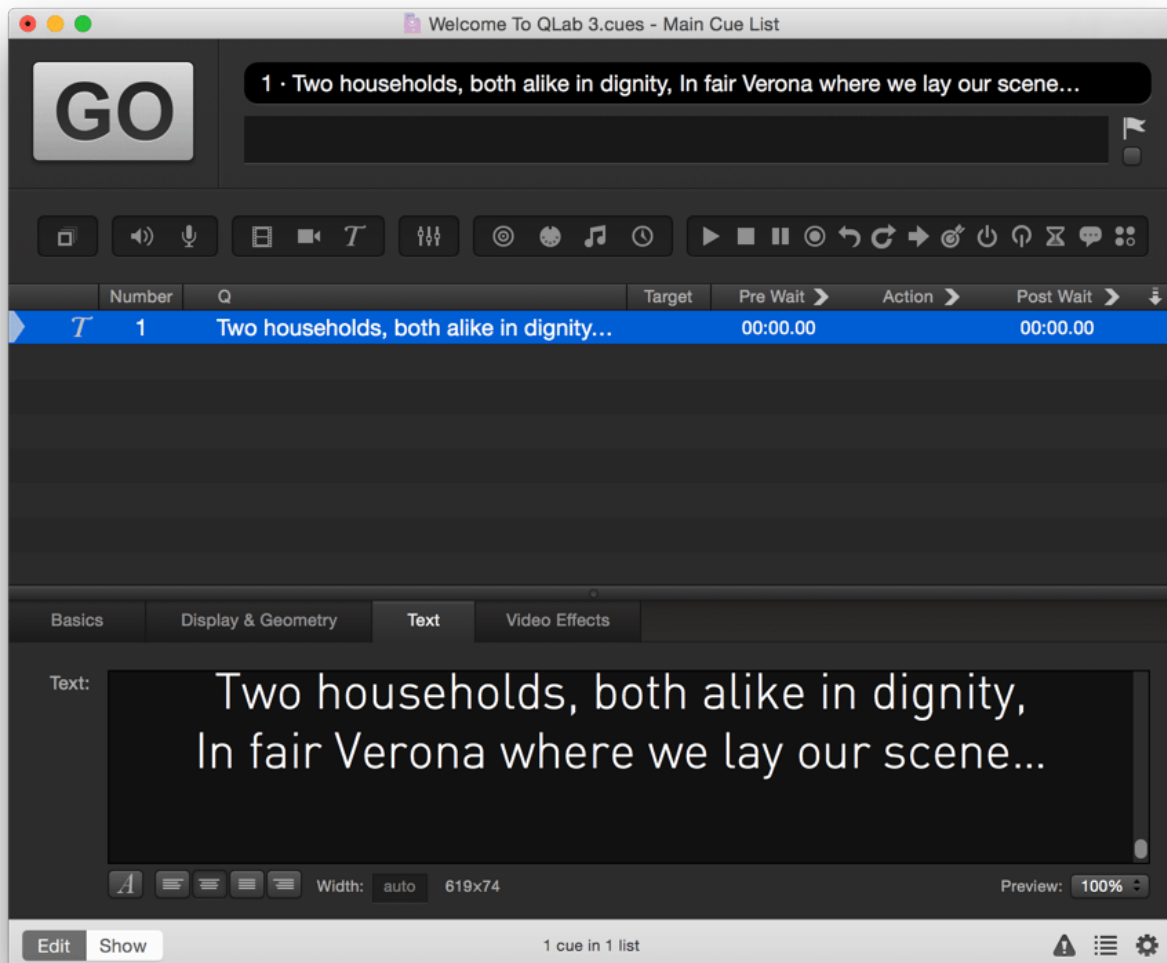 Welcome To QLab 3.cues - Main Cue List
GO
1 · Two households, both alike in dignity, In fair Verona where we lay our scene...
Number Q Target Pre Wait Action Post Wait
T 1 Two households, both alike in dignity... 00:00.00 00:00.00
Basics Display & Geometry Text Video Effects
Text:
Two households, both alike in dignity,
In fair Verona where we lay our scene...
A Width: auto 619x74 Preview: 100%
Edit Show 1 cue in 1 list